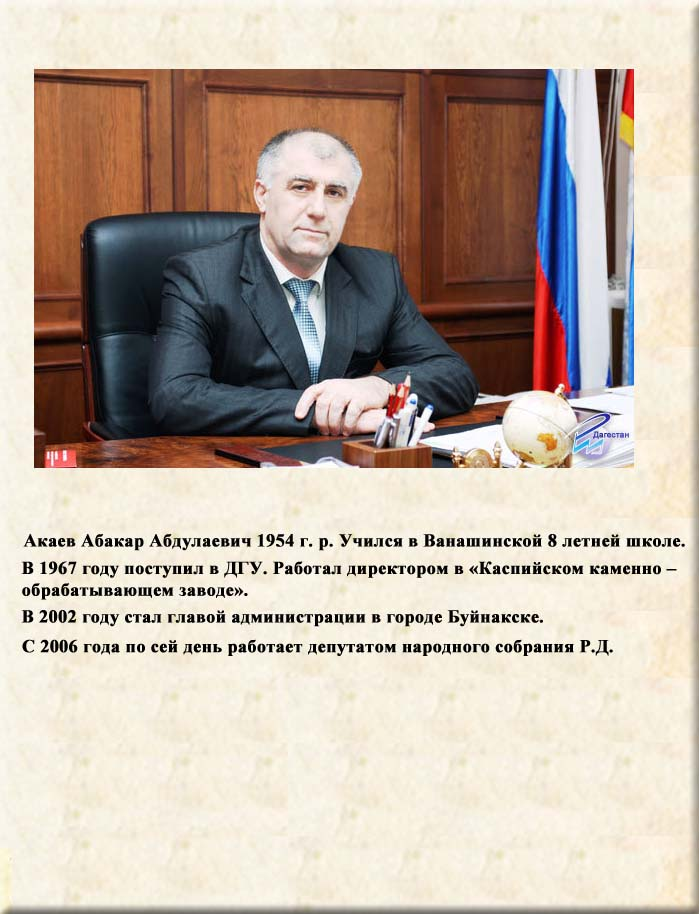 Дагестан
Акаев Абакар Абдулаевич 1954 г. р. Учился в Ванашинской 8 летней школе.
В 1967 году поступил в ДГУ. Работал директором в «Каспийском каменно –
обрабатывающем заводе».
В 2002 году стал главой администрации в городе Буйнакске.
С 2006 года по сей день работает депутатом народного собрания Р.Д.